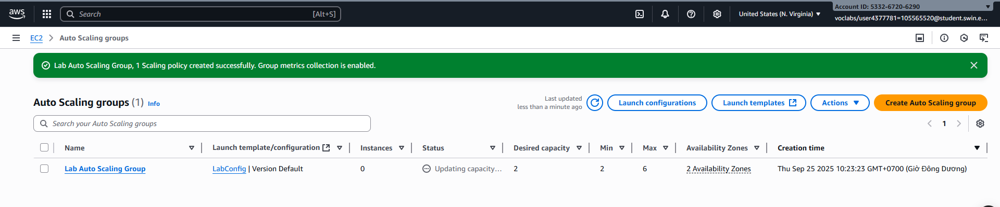 aws
Search [Alt+S]
United States (N. Virginia)
Account ID: 5332-6720-6290
voclabs/user4377781=105565520@student.swin.e...
EC2 > Auto Scaling groups
Lab Auto Scaling Group, 1 Scaling policy created successfully. Group metrics collection is enabled.
Auto Scaling groups (1) Info
Last updated
less than a minute ago
Launch configurations
Launch templates
Actions
Create Auto Scaling group
Search your Auto Scaling groups
1
Name Launch template/configuration Instances Status Desired capacity Min Max Availability Zones Creation time
Lab Auto Scaling Group LabConfig | Version Default 0 Updating capacity... 2 2 6 2 Availability Zones Thu Sep 25 2025 10:23:23 GMT+0700 (Giờ Đông Dương)